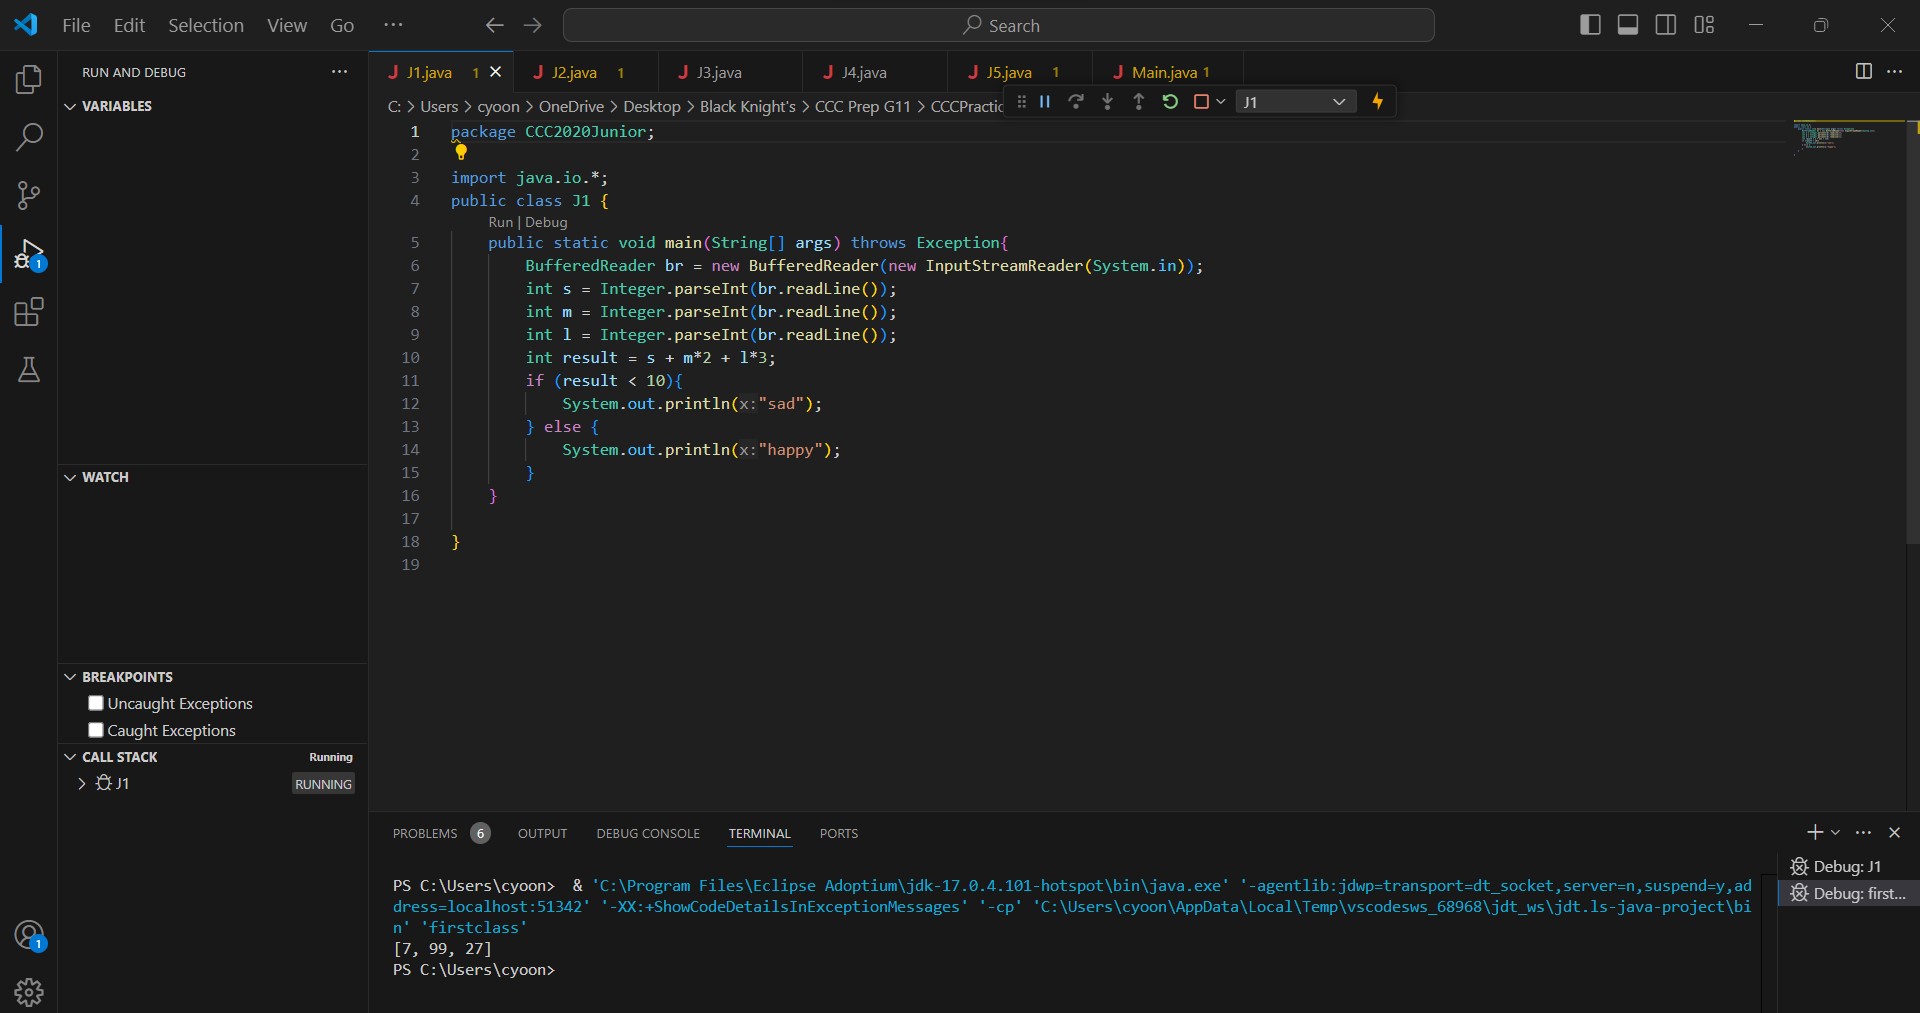 File Edit Selection View Go ··· Search
RUN AND DEBUG ···
VARIABLES
WATCH
BREAKPOINTS
Uncaught Exceptions
Caught Exceptions
CALL STACK Running
J1 RUNNING
1
1
J J1.java 1 J J2.java 1 J J3.java J J4.java J J5.java 1 J Main.java 1
C: > Users > cyoon > OneDrive > Desktop > Black Knight's > CCC Prep G11 > CCCPractic
J1
1 package CCC2020Junior;
2
3 import java.io.*;
4 public class J1 {
Run | Debug
5 public static void main(String[] args) throws Exception{
6 BufferedReader br = new BufferedReader(new InputStreamReader(System.in));
7 int s = Integer.parseInt(br.readLine());
8 int m = Integer.parseInt(br.readLine());
9 int l = Integer.parseInt(br.readLine());
10 int result = s + m*2 + l*3;
11 if (result < 10){
12 System.out.println(x:"sad");
13 } else {
14 System.out.println(x:"happy");
15 }
16 }
17
18 }
19
PROBLEMS 6 OUTPUT DEBUG CONSOLE TERMINAL PORTS
PS C:\Users\cyoon>  & 'C:\Program Files\Eclipse Adoptium\jdk-17.0.4.101-hotspot\bin\java.exe' '-agentlib:jdwp=transport=dt_socket,server=n,suspend=y,ad
dress=localhost:51342' '-XX:+ShowCodeDetailsInExceptionMessages' '-cp' 'C:\Users\cyoon\AppData\Local\Temp\vscodesws_68968\jdt_ws\jdt.ls-java-project\bi
n' 'firstclass'
[7, 99, 27]
PS C:\Users\cyoon>
Debug: J1
Debug: first...